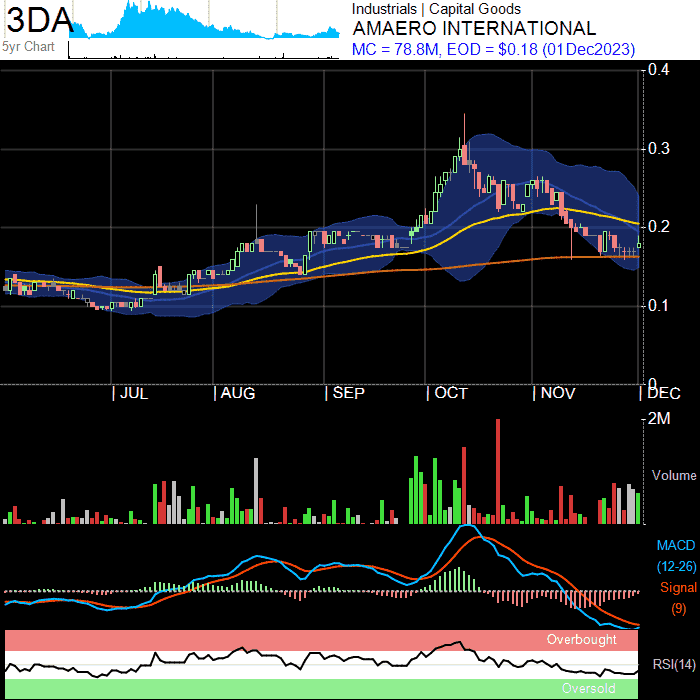 3DA
5yr Chart
Industrials | Capital Goods
AMAERO INTERNATIONAL
MC = 78.8M, EOD = $0.18 (01Dec2023)
0.4
0.3
0.2
0.1
0
| JUL | AUG | SEP | OCT | NOV | DEC
2M
Volume
MACD
(12-26)
Signal
(9)
Overbought
RSI(14)
Oversold